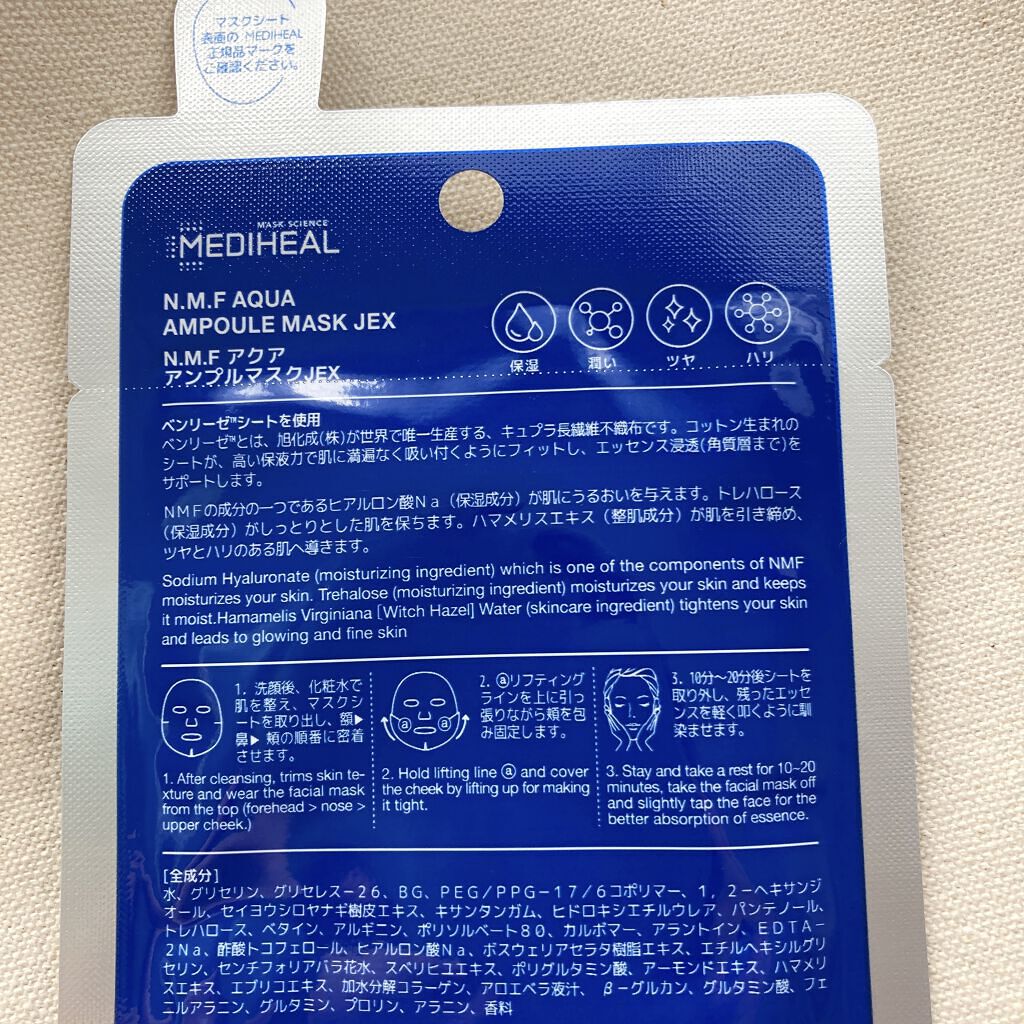 マスクシート
表面の MEDIHEAL
正規品マークを
ご確認ください。
MASK SCIENCE
MEDIHEAL
N.M.F AQUA
AMPOULE MASK JEX
N.M.F アクア
アンプルマスクJEX
保湿 潤い ツヤ ハリ
ベンリーゼ™シートを使用
ベンリーゼ™とは、旭化成(株)が世界で唯一生産する、キュプラ長繊維不織布です。コットン生まれの
シートが、高い保液力で肌に満遍なく吸い付くようにフィットし、エッセンス浸透(角質層まで)を
サポートします。
NMFの成分の一つであるヒアルロン酸Na（保湿成分）が肌にうるおいを与えます。トレハロース
（保湿成分）がしっとりとした肌を保ちます。ハマメリスエキス（整肌成分）が肌を引き締め、
ツヤとハリのある肌へ導きます。
Sodium Hyaluronate (moisturizing ingredient) which is one of the components of NMF
moisturizes your skin. Trehalose (moisturizing ingredient) moisturizes your skin and keeps
it moist.Hamamelis Virginiana [Witch Hazel] Water (skincare ingredient) tightens your skin
and leads to glowing and fine skin
1. 洗顔後、化粧水で
肌を整え、マスクシ
ートを取り出し、額▶
鼻▶ 頬の順番に密着
させます。
1. After cleansing, trims skin te-
xture and wear the facial mask
from the top (forehead > nose >
upper cheek.)
ⓐ ⓐ
2. ⓐリフティング
ラインを上に引っ
張りながら頬を包
み固定します。
2. Hold lifting line ⓐ and cover
the cheek by lifting up for making
it tight.
3. 10分～20分後シートを
取り外し、残ったエッセ
ンスを軽く叩くように馴
染ませます。
3. Stay and take a rest for 10~20
minutes, take the facial mask off
and slightly tap the face for the
better absorption of essence.
[全成分]
水、グリセリン、グリセレス－26、BG、PEG/PPG－17/6コポリマー、1，2－ヘキサンジ
オール、セイヨウシロヤナギ樹皮エキス、キサンタンガム、ヒドロキシエチルウレア、パンテノール、
トレハロース、ベタイン、アルギニン、ポリソルベート80、カルボマー、アラントイン、EDTA－
2Na、酢酸トコフェロール、ヒアルロン酸Na、ボスウェリアセラタ樹脂エキス、エチルヘキシルグリ
セリン、センチフォリアバラ花水、スベリヒユエキス、ポリグルタミン酸、アーモンドエキス、ハマメリ
スエキス、エブリコエキス、加水分解コラーゲン、アロエベラ液汁、 β－グルカン、グルタミン酸、フェ
ニルアラニン、グルタミン、プロリン、アラニン、香料